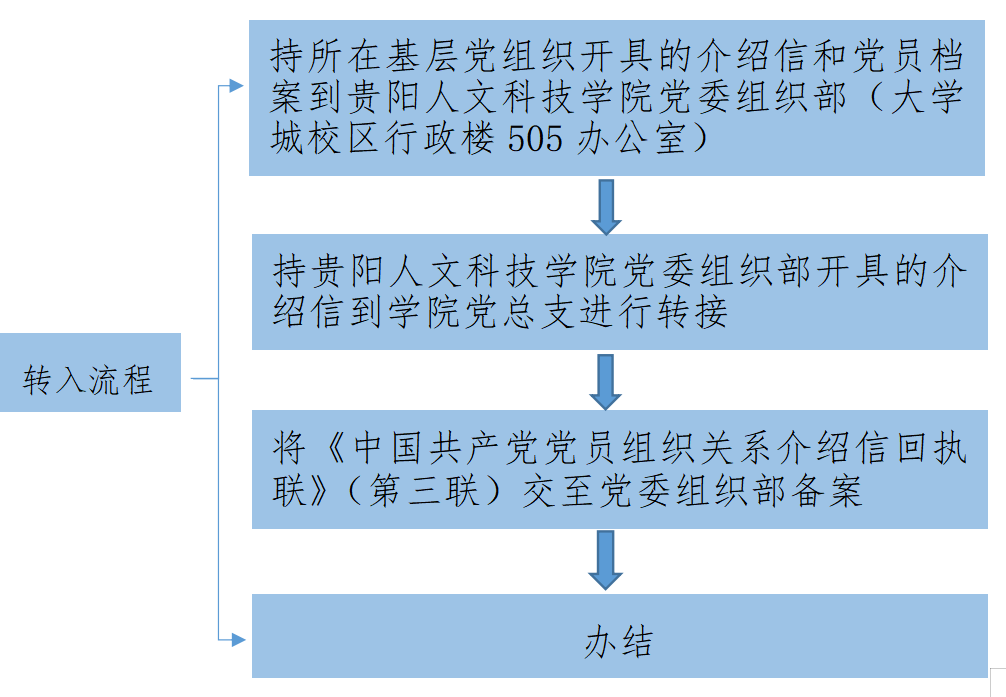 持所在基层党组织开具的介绍信和党员档
案到贵阳人文科技学院党委组织部（大学
城校区行政楼 505 办公室）
持贵阳人文科技学院党委组织部开具的介
绍信到学院党总支进行转接
转入流程
将《中国共产党党员组织关系介绍信回执
联》（第三联）交至党委组织部备案
办结